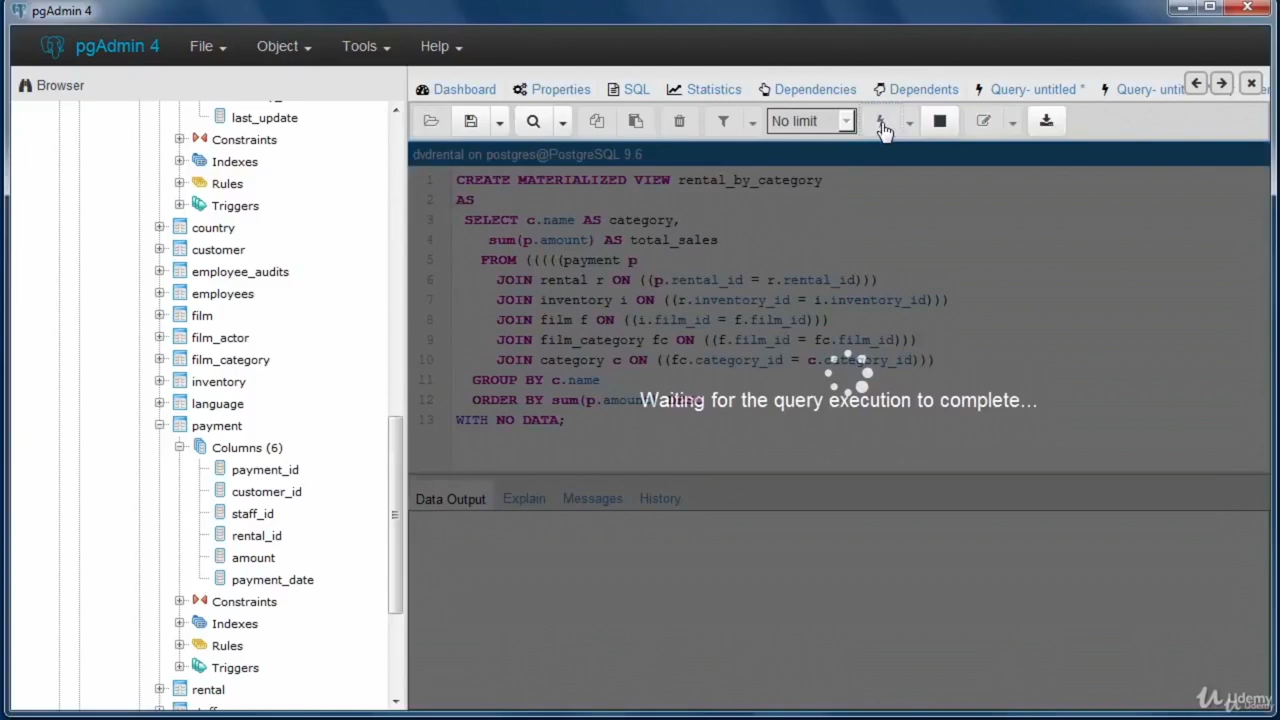 pgAdmin 4
pgAdmin 4 File Object Tools Help
Browser
Dashboard Properties SQL Statistics Dependencies Dependents Query- untitled * Query- unti
No limit
dvdrental on postgres@PostgreSQL 9.6
last_update
Constraints
Indexes
Rules
Triggers
country
customer
employee_audits
employees
film
film_actor
film_category
inventory
language
payment
Columns (6)
payment_id
customer_id
staff_id
rental_id
amount
payment_date
Constraints
Indexes
Rules
Triggers
rental
1 CREATE MATERIALIZED VIEW rental_by_category
2 AS
3 SELECT c.name AS category,
4 sum(p.amount) AS total_sales
5 FROM (((((payment p
6 JOIN rental r ON ((p.rental_id = r.rental_id)))
7 JOIN inventory i ON ((r.inventory_id = i.inventory_id)))
8 JOIN film f ON ((i.film_id = f.film_id)))
9 JOIN film_category fc ON ((f.film_id = fc.film_id)))
10 JOIN category c ON ((fc.category_id = c.category_id)))
11 GROUP BY c.name
12 ORDER BY sum(p.amount
13 WITH NO DATA;
Waiting for the query execution to complete...
Data Output Explain Messages History
Udemy